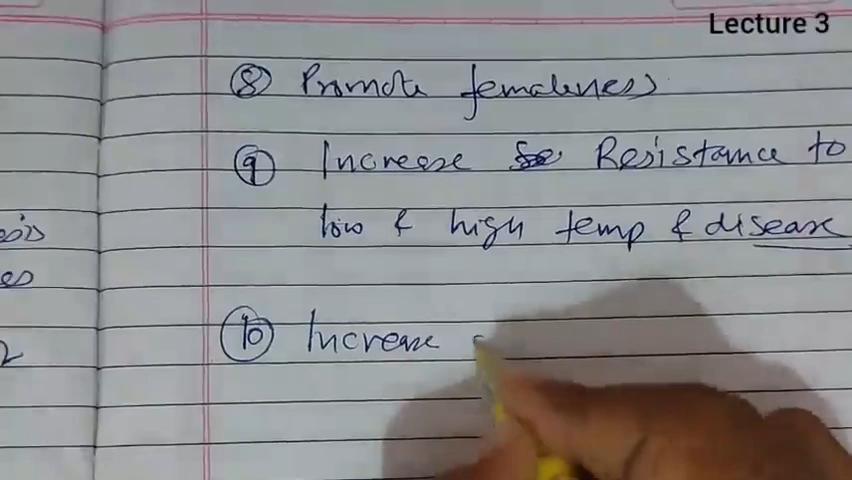 Lecture 3
8 Promote femaleness
9 Increase Resistance to
low & high temp & disease
10 Increase